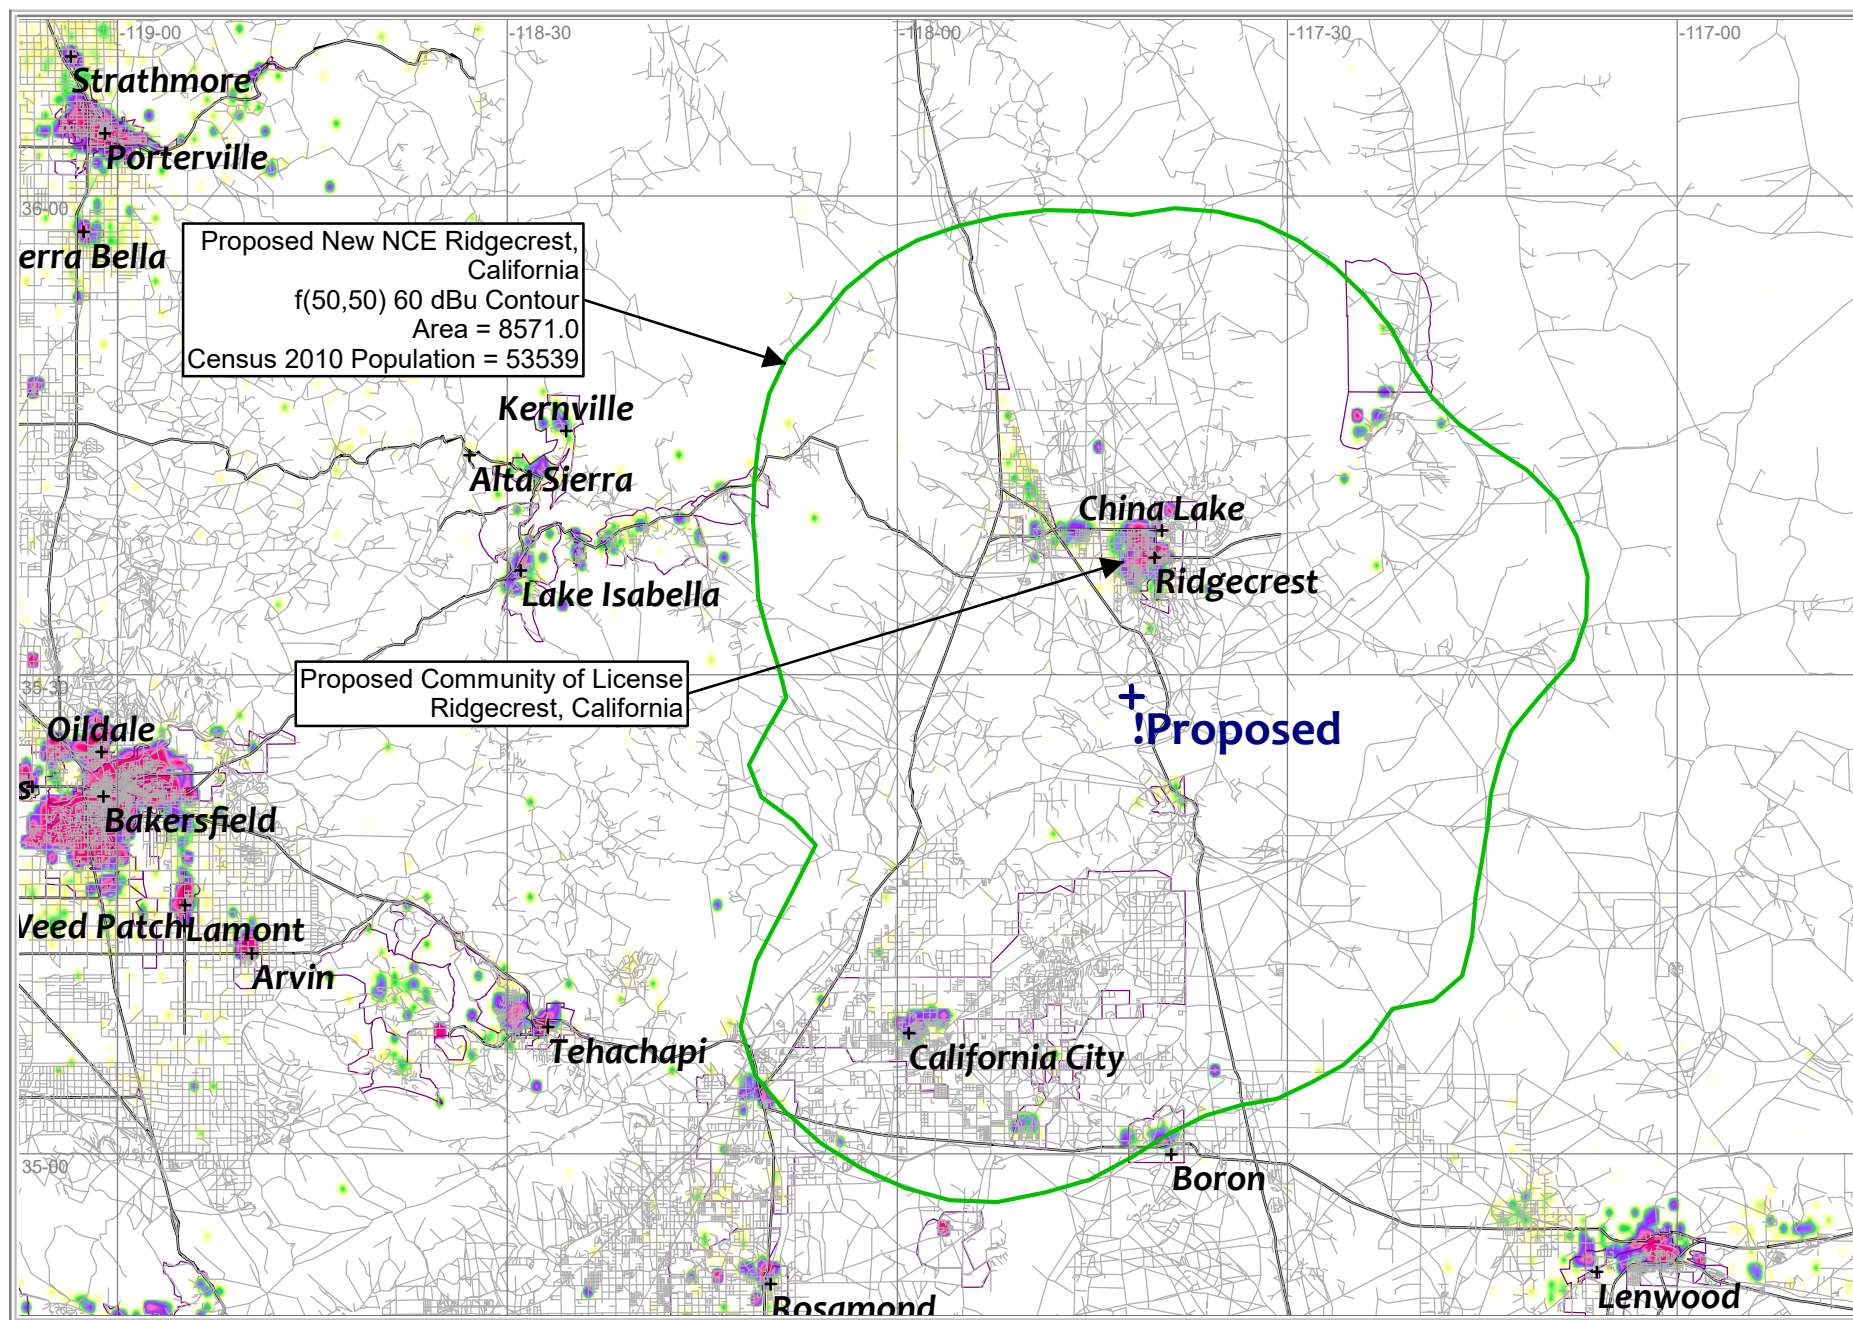 -119-00
-118-30
-118-00
-117-30
-117-00
Strathmore
Porterville
36-00
erra Bella
Proposed New NCE Ridgecrest,
California
f(50,50) 60 dBu Contour
Area = 8571.0
Census 2010 Population = 53539
Kernville
Alta Sierra
China Lake
Ridgecrest
Lake Isabella
Proposed Community of License
Ridgecrest, California
35-30
!Proposed
Oildale
s
Bakersfield
Weed Patch
Lamont
Arvin
Tehachapi
California City
35-00
Boron
Rosamond
Lenwood